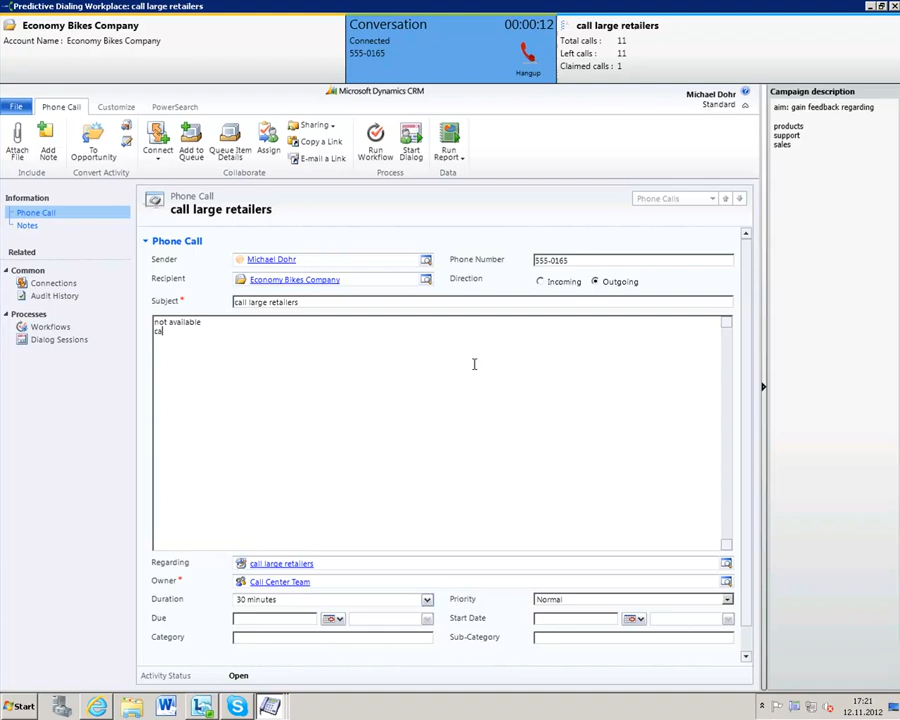 Predictive Dialing Workplace: call large retailers
Economy Bikes Company
Account Name : Economy Bikes Company
Conversation
00:00:12
Connected
555-0165
Hangup
call large retailers
Total calls : 11
Left calls : 11
Claimed calls : 1
Microsoft Dynamics CRM
File
Phone Call
Customize
PowerSearch
Michael Dohr
Standard
Attach File
Add Note
To Opportunity
Connect
Add to Queue
Queue Item Details
Assign
Sharing
Copy a Link
E-mail a Link
Run Workflow
Start Dialog
Run Report
Include
Convert Activity
Collaborate
Process
Data
Campaign description
aim: gain feedback regarding
products
support
sales
Information
Phone Call
Notes
Related
Common
Connections
Audit History
Processes
Workflows
Dialog Sessions
Phone Call
call large retailers
Phone Calls
Phone Call
Sender
Michael Dohr
Phone Number
555-0165
Recipient
Economy Bikes Company
Direction
Incoming
Outgoing
Subject*
call large retailers
not available
ca
Regarding
call large retailers
Owner*
Call Center Team
Duration
30 minutes
Priority
Normal
Due
Start Date
Category
Sub-Category
Activity Status
Open
Start
17:21
12.11.2012